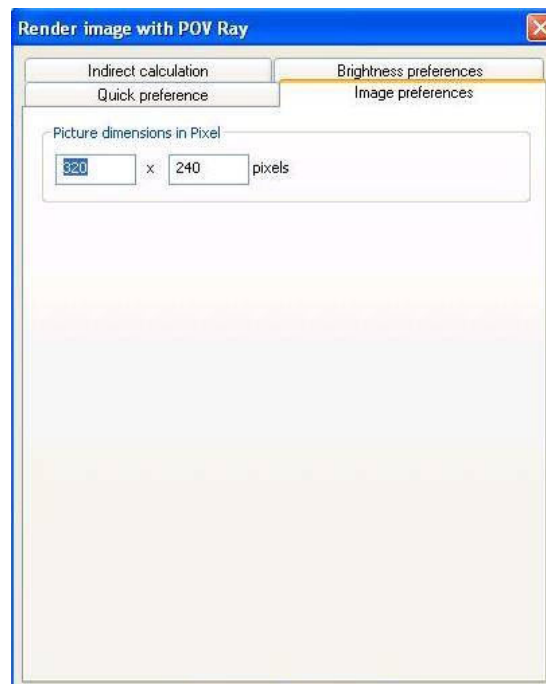 Render image with POV Ray
Indirect calculation
Brightness preferences
Quick preference
Image preferences
Picture dimensions in Pixel
320 x 240 pixels